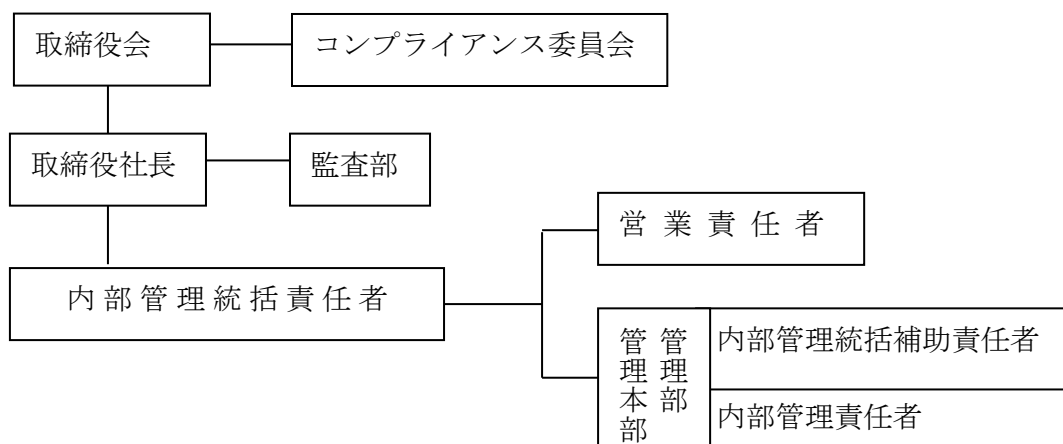 取締役会
コンプライアンス委員会
取締役社長
監査部
営業責任者
内部管理統括責任者
管理本部
管理部
内部管理統括補助責任者
内部管理責任者